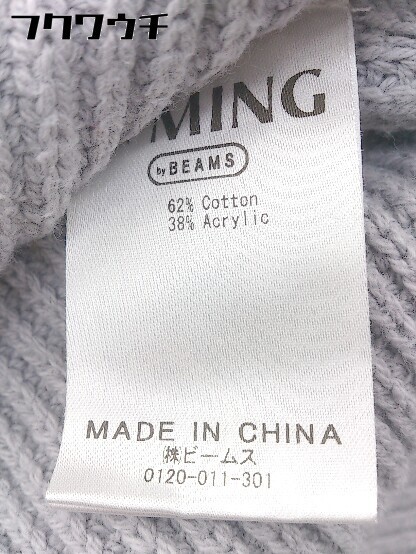 フクワウチ
MING
by BEAMS
62% Cotton
38% Acrylic
MADE IN CHINA
㈱ビームス
0120-011-301